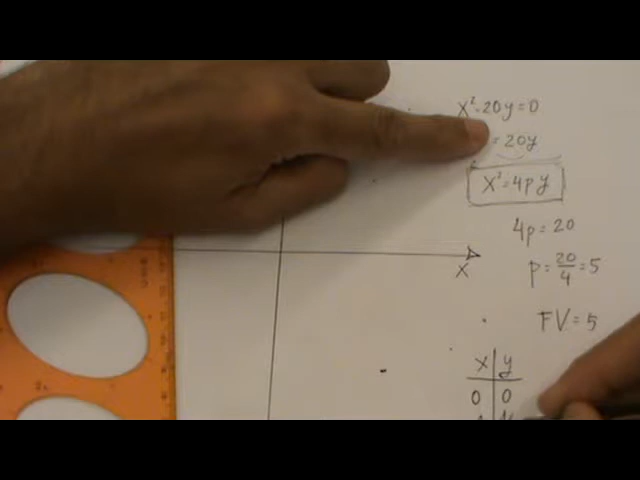 x²-20y=0
= 20y
x²=4py
4p=20
p=20/4=5
FV=5
x
x y
0 0